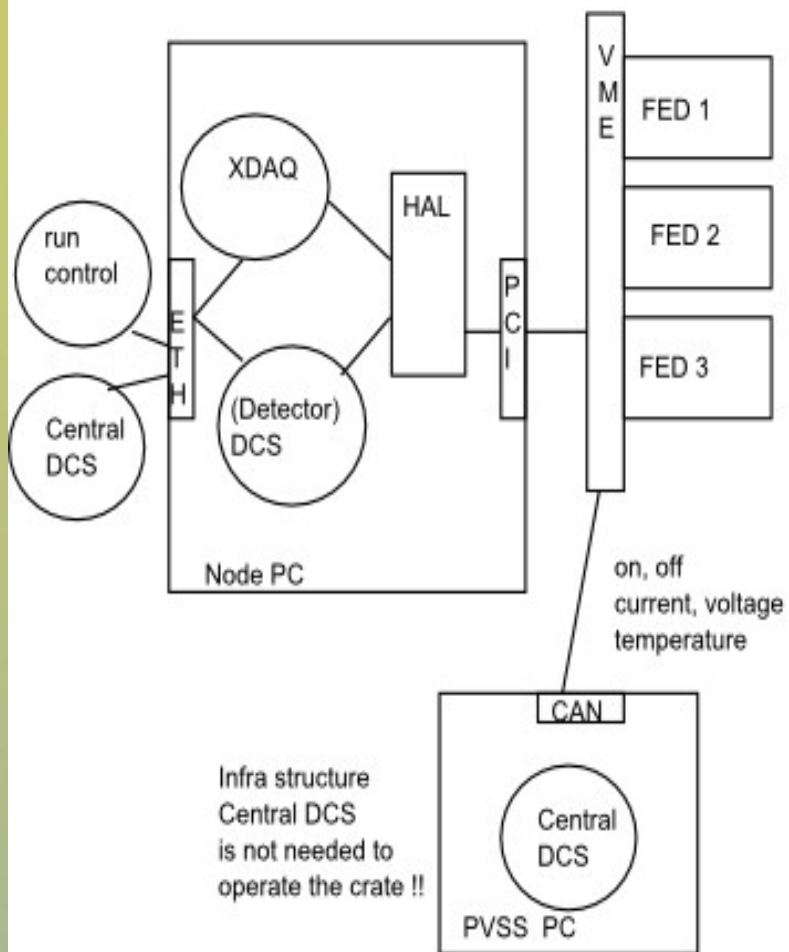 V
M
E
FED 1
XDAQ
HAL
run
control
FED 2
E
T
H
P
C
I
FED 3
(Detector)
DCS
Central
DCS
Node PC
on, off
current, voltage
temperature
CAN
Infra structure
Central DCS
is not needed to
operate the crate !!
Central
DCS
PVSS PC